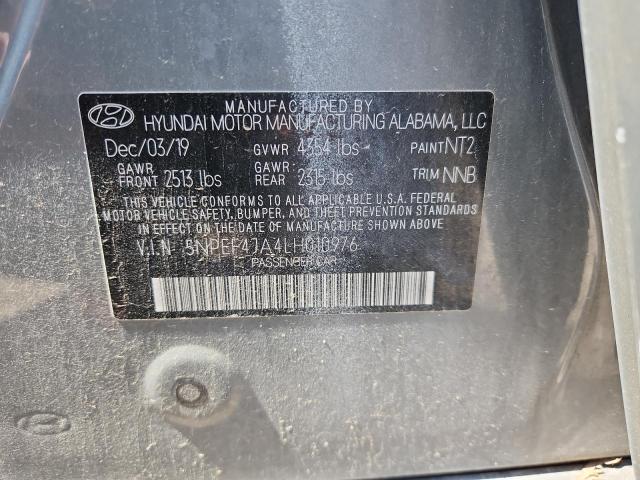 MANUFACTURED BY
HYUNDAI MOTOR MANUFACTURING ALABAMA, LLC
Dec/03/19 GVWR 4354 lbs PAINT NT2
GAWR FRONT 2513 lbs GAWR REAR 2315 lbs TRIM NNB
THIS VEHICLE CONFORMS TO ALL APPLICABLE U.S.A. FEDERAL
MOTOR VEHICLE SAFETY, BUMPER, AND THEFT PREVENTION STANDARDS
IN EFFECT ON THE DATE OF MANUFACTURE SHOWN ABOVE.
V.I.N 5NPEF4JA4LH010976
PASSENGER CAR